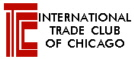 INTERNATIONAL
TRADE CLUB
OF CHICAGO